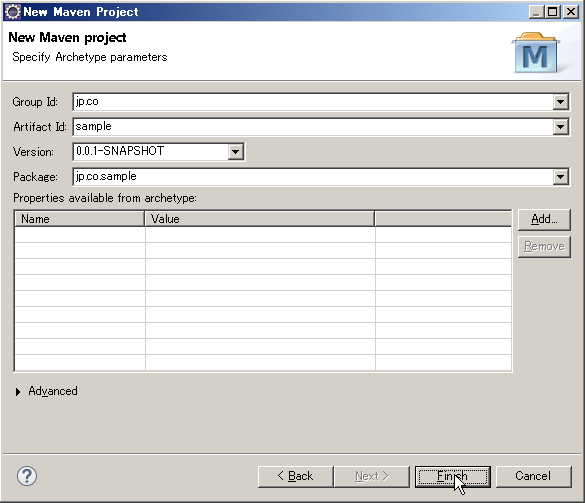 New Maven Project
New Maven project
Specify Archetype parameters
M
Group Id: jp.co
Artifact Id: sample
Version: 0.0.1-SNAPSHOT
Package: jp.co.sample
Properties available from archetype:
Name Value
Add...
Remove
Advanced
? < Back Next > Finish Cancel